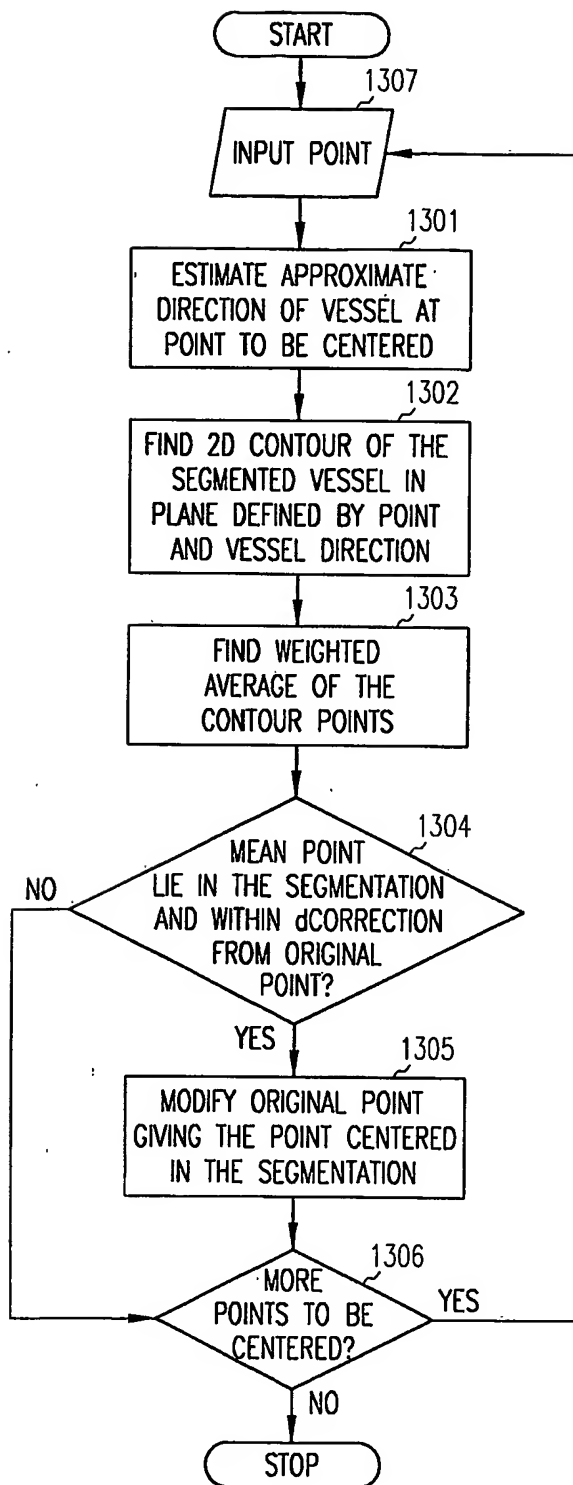 START
1307
INPUT POINT
1301
ESTIMATE APPROXIMATE
DIRECTION OF VESSEL AT
POINT TO BE CENTERED
1302
FIND 2D CONTOUR OF THE
SEGMENTED VESSEL IN
PLANE DEFINED BY POINT
AND VESSEL DIRECTION
1303
FIND WEIGHTED
AVERAGE OF THE
CONTOUR POINTS
1304
MEAN POINT
LIE IN THE SEGMENTATION
AND WITHIN dCORRECTION
FROM ORIGINAL
POINT?
NO
YES
1305
MODIFY ORIGINAL POINT
GIVING THE POINT CENTERED
IN THE SEGMENTATION
1306
MORE
POINTS TO BE
CENTERED?
YES
NO
STOP